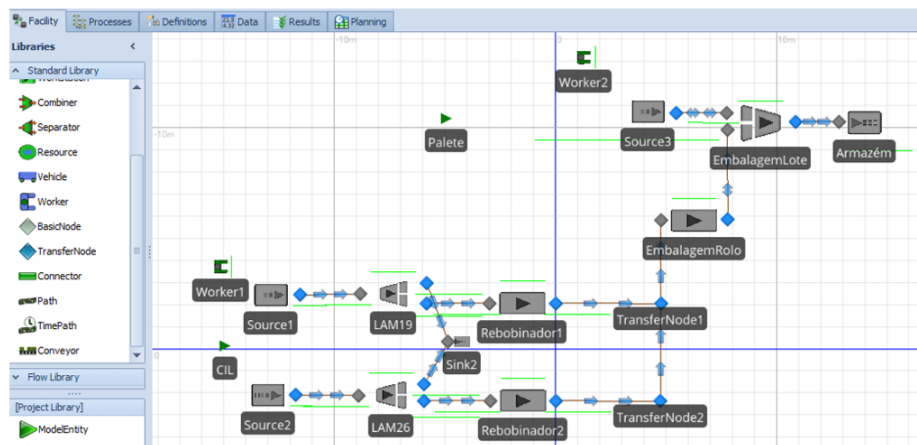 Facility
Processes
Definitions
Data
Results
Planning
Libraries
<
Standard Library
Combiner
Separator
Resource
Vehicle
Worker
BasicNode
TransferNode
Connector
Path
TimePath
Conveyor
Flow Library
[Project Library]
ModelEntity
-10m
0
10m
-10m
0
Worker2
Palete
Source3
EmbalagemLote
Armazém
EmbalagemRolo
Worker1
Source1
LAM19
Rebobinador1
TransferNode1
CIL
Sink2
Source2
LAM26
Rebobinador2
TransferNode2